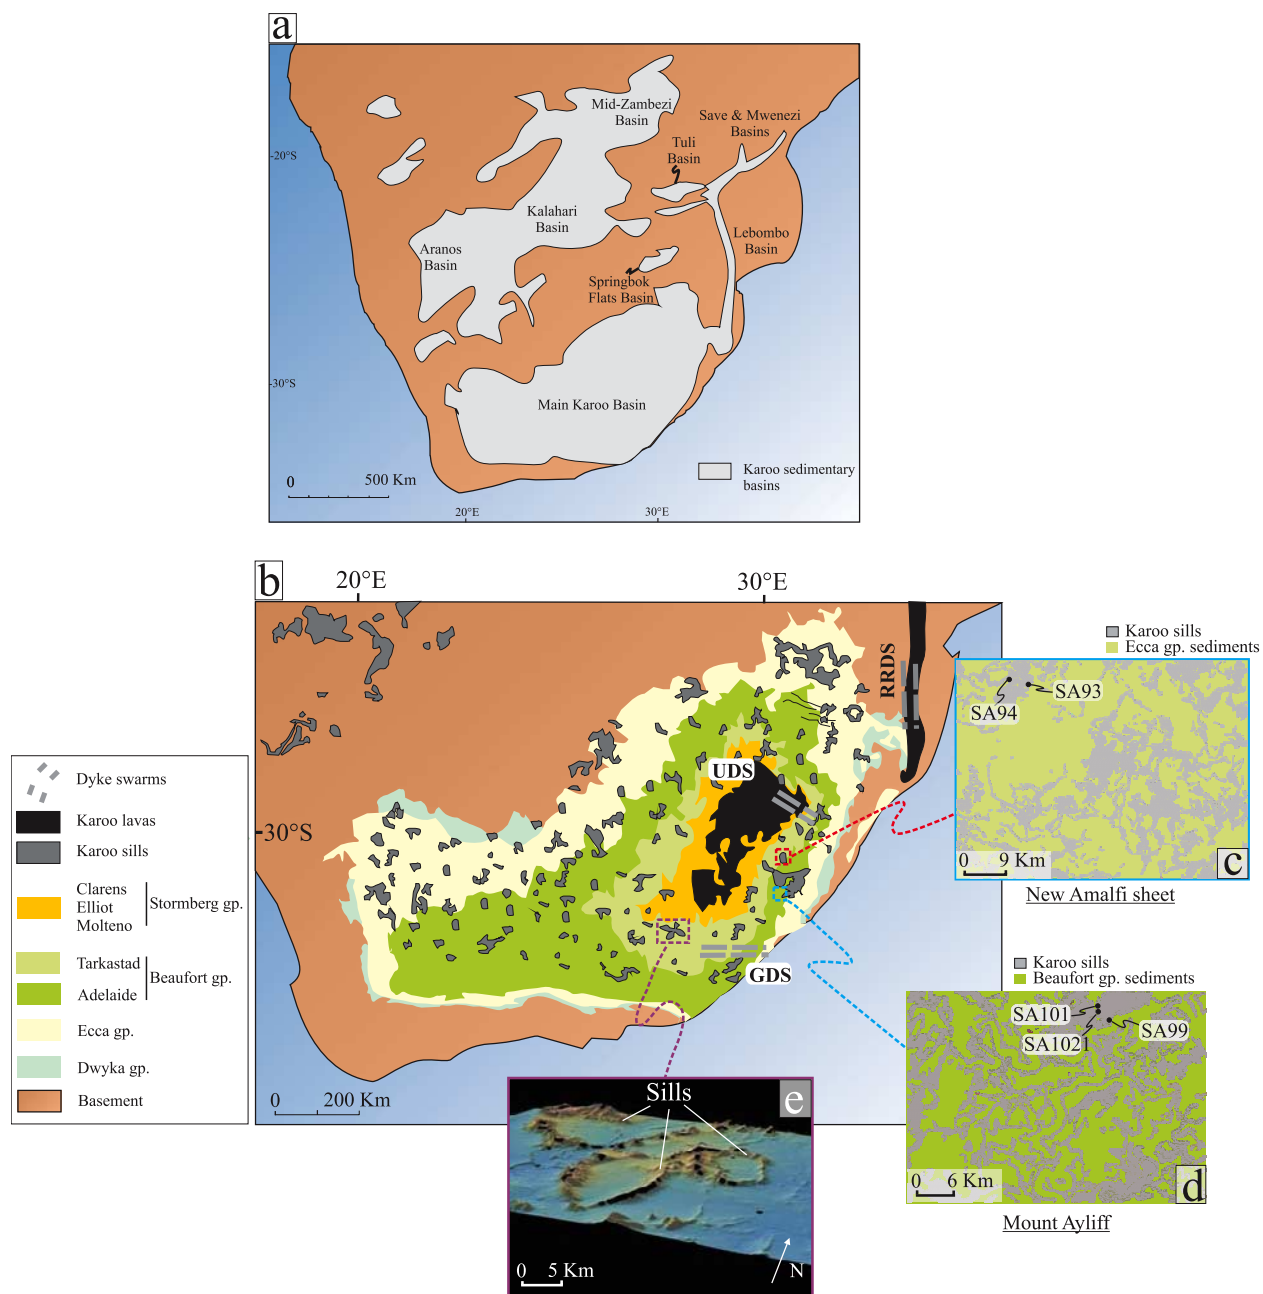 a
Mid-Zambezi
Basin
Save & Mwenezi
Basins
Tuli
Basin
-20°S
Kalahari
Basin
Aranos
Basin
Lebombo
Basin
Springbok
Flats Basin
-30°S
Main Karoo Basin
0 500 Km
Karoo sedimentary
basins
20°E 30°E
b
20°E 30°E
-30°S
RRDS
UDS
GDS
0 200 Km
Dyke swarms
Karoo lavas
Karoo sills
Clarens
Elliot
Molteno
Stormberg gp.
Tarkastad
Adelaide
Beaufort gp.
Ecca gp.
Dwyka gp.
Basement
Karoo sills
Ecca gp. sediments
SA93
SA94
0 9 Km
c
New Amalfi sheet
Karoo sills
Beaufort gp. sediments
SA101
SA1021
SA99
0 6 Km
d
Mount Ayliff
Sills
e
0 5 Km
N